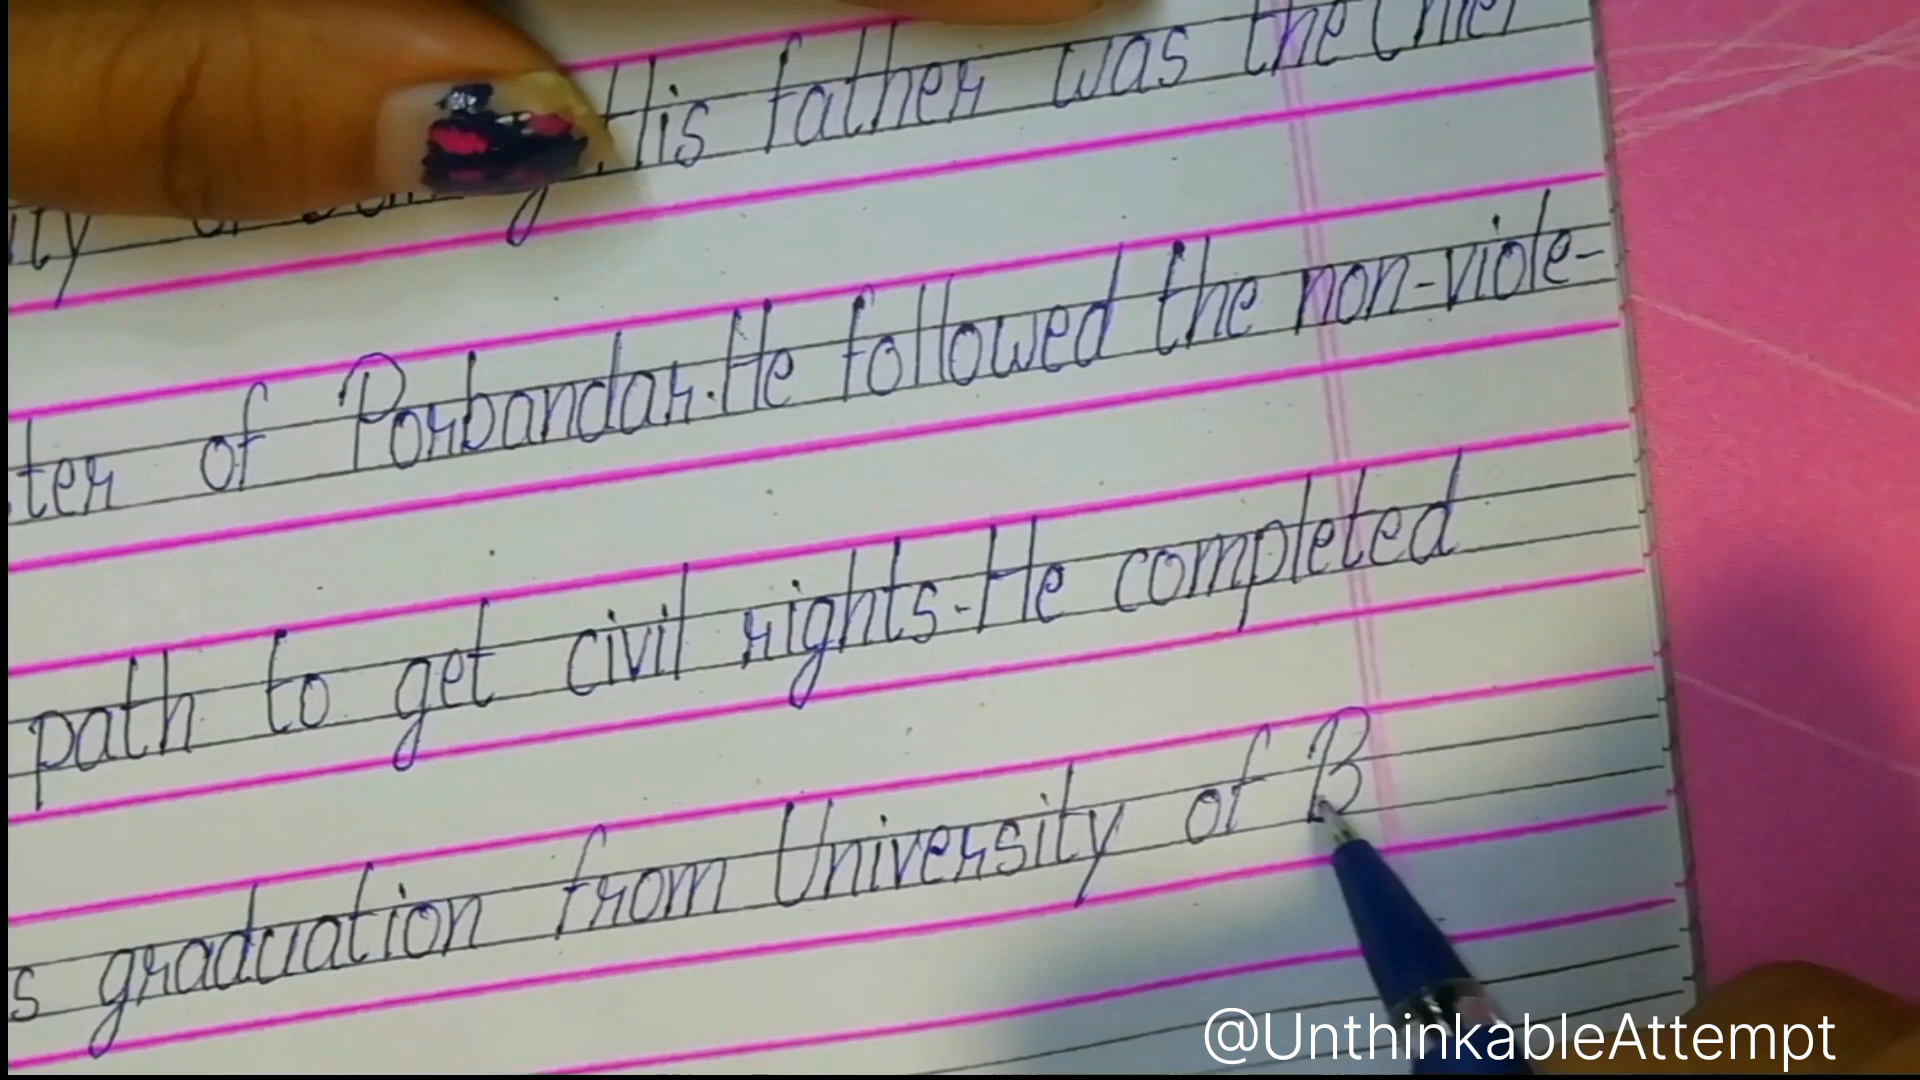 His father was the Chief
ter of Porbandar. He followed the non-viole-
path to get civil rights. He completed
s graduation from University of B
@UnthinkableAttempt